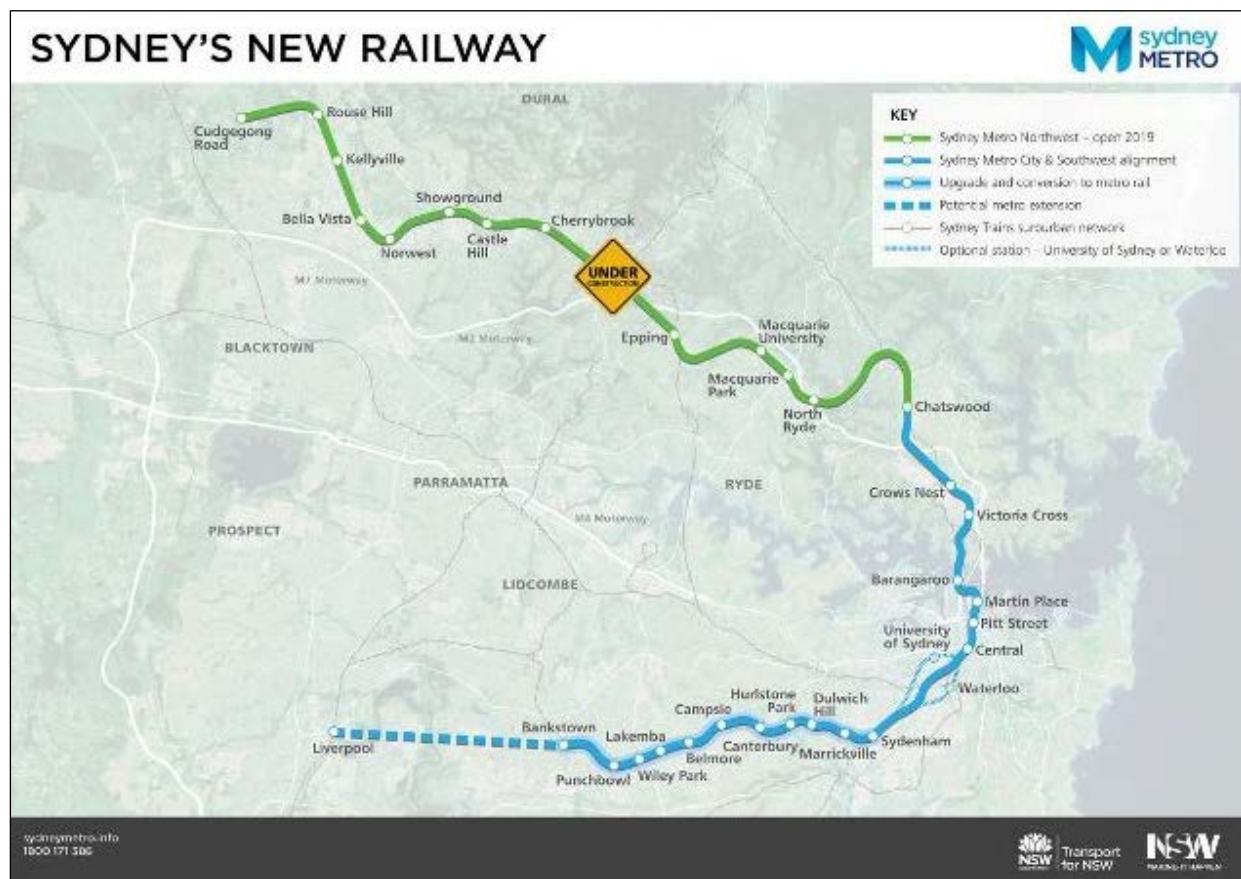 SYDNEY'S NEW RAILWAY
sydney
METRO
DURAL
KEY
Sydney Metro Northwest – open 2019
Sydney Metro City & Southwest alignment
Upgrade and conversion to metro rail
Potential metro extension
Sydney Trains suburban network
Optional station – University of Sydney or Waterloo
Cudgegong
Road
Rouse Hill
Kellyville
Showground
Bella Vista
Norwest
Castle
Hill
Cherrybrook
UNDER
CONSTRUCTION
M7 Motorway
M2 Motorway
BLACKTOWN
Epping
Macquarie
University
Macquarie
Park
North
Ryde
Chatswood
PARRAMATTA
RYDE
Crows Nest
Victoria Cross
M4 Motorway
PROSPECT
LIDCOMBE
Barangaroo
Martin Place
Pitt Street
University
of Sydney
Central
Waterloo
Liverpool
Bankstown
Punchbowl
Lakemba
Wiley Park
Campsie
Belmore
Hurlstone
Park
Canterbury
Dulwich
Hill
Marrickville
Sydenham
sydneymetro.info
1800 171 386
NSW
Transport
for NSW
NSW
MAKING IT HAPPEN